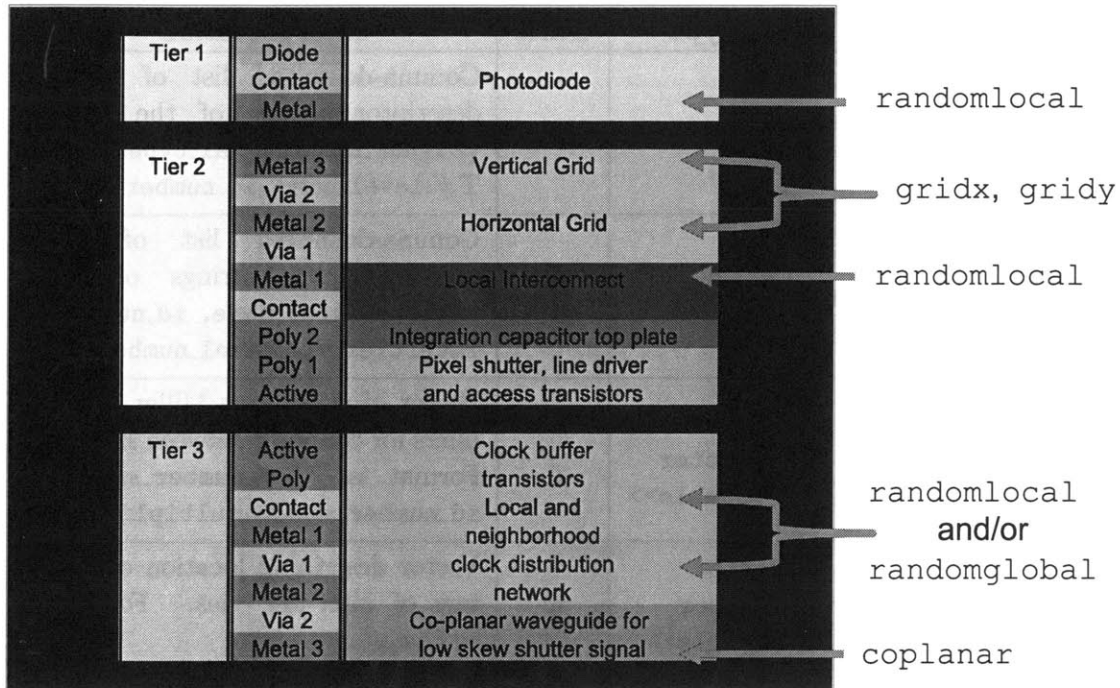 Tier 1 Diode
Contact Photodiode
Metal
randomlocal
Tier 2 Metal 3 Vertical Grid
Via 2
gridx, gridy
Metal 2 Horizontal Grid
Via 1
Metal 1 Local Interconnect randomlocal
Contact
Poly 2 Integration capacitor top plate
Poly 1 Pixel shutter, line driver
Active and access transistors
Tier 3 Active Clock buffer
Poly transistors
Contact Local and randomlocal
Metal 1 neighborhood and/or
Via 1 clock distribution randomglobal
Metal 2 network
Via 2 Co-planar waveguide for
Metal 3 low skew shutter signal coplanar